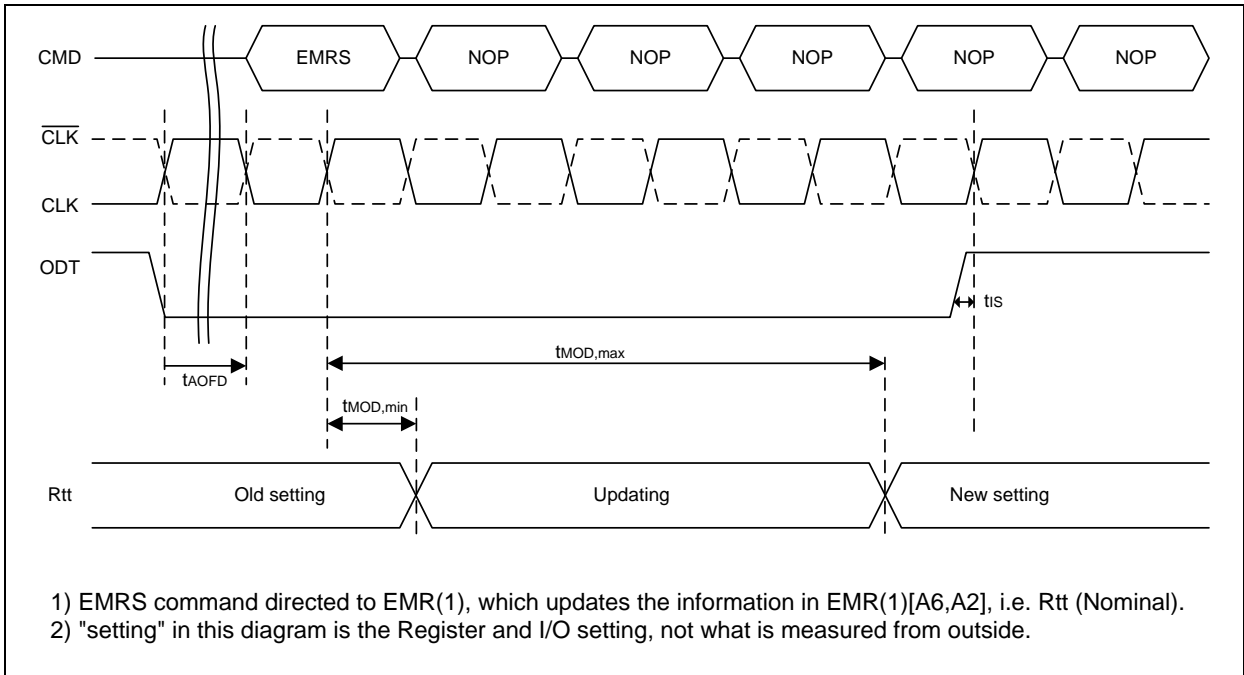 CMD EMRS NOP NOP NOP NOP NOP
CLK
CLK
ODT
tIS
tMOD,max
tAOFD
tMOD,min
Rtt Old setting Updating New setting
1) EMRS command directed to EMR(1), which updates the information in EMR(1)[A6,A2], i.e. Rtt (Nominal).
2) "setting" in this diagram is the Register and I/O setting, not what is measured from outside.